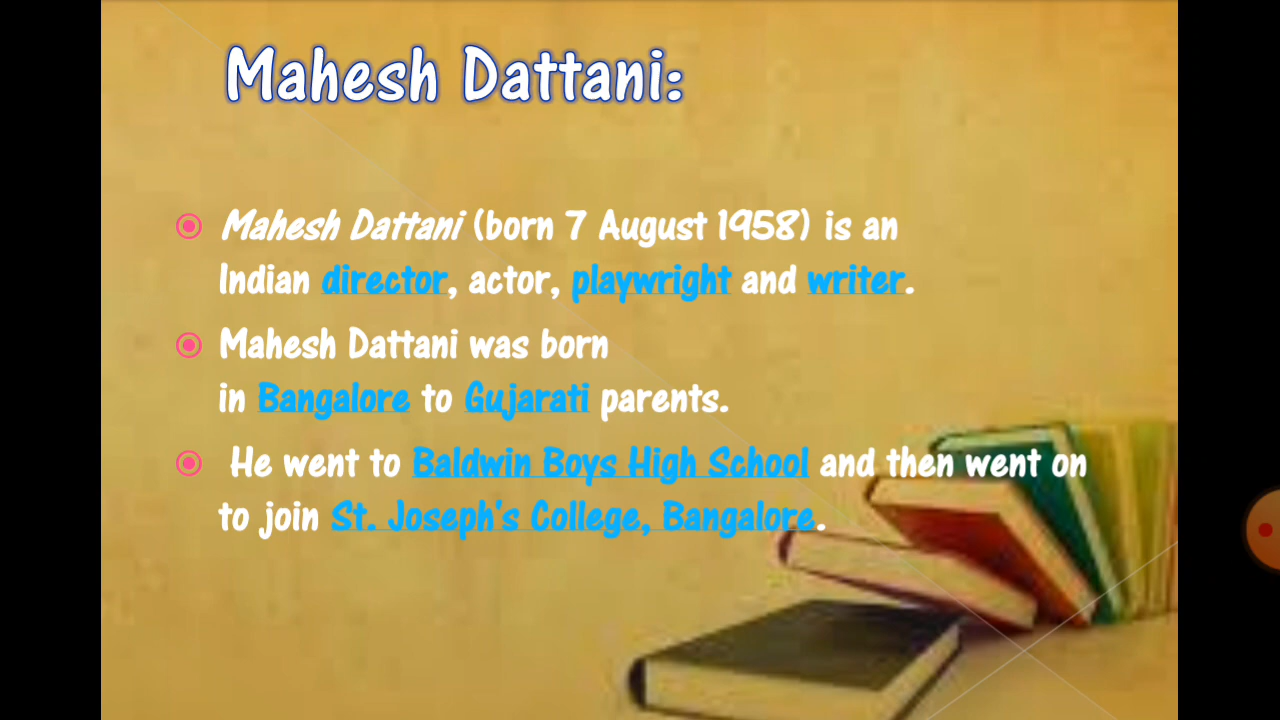 Mahesh Dattani:
Mahesh Dattani (born 7 August 1958) is an
Indian director, actor, playwright and writer.
Mahesh Dattani was born
in Bangalore to Gujarati parents.
He went to Baldwin Boys High School and then went on
to join St. Joseph's College, Bangalore.